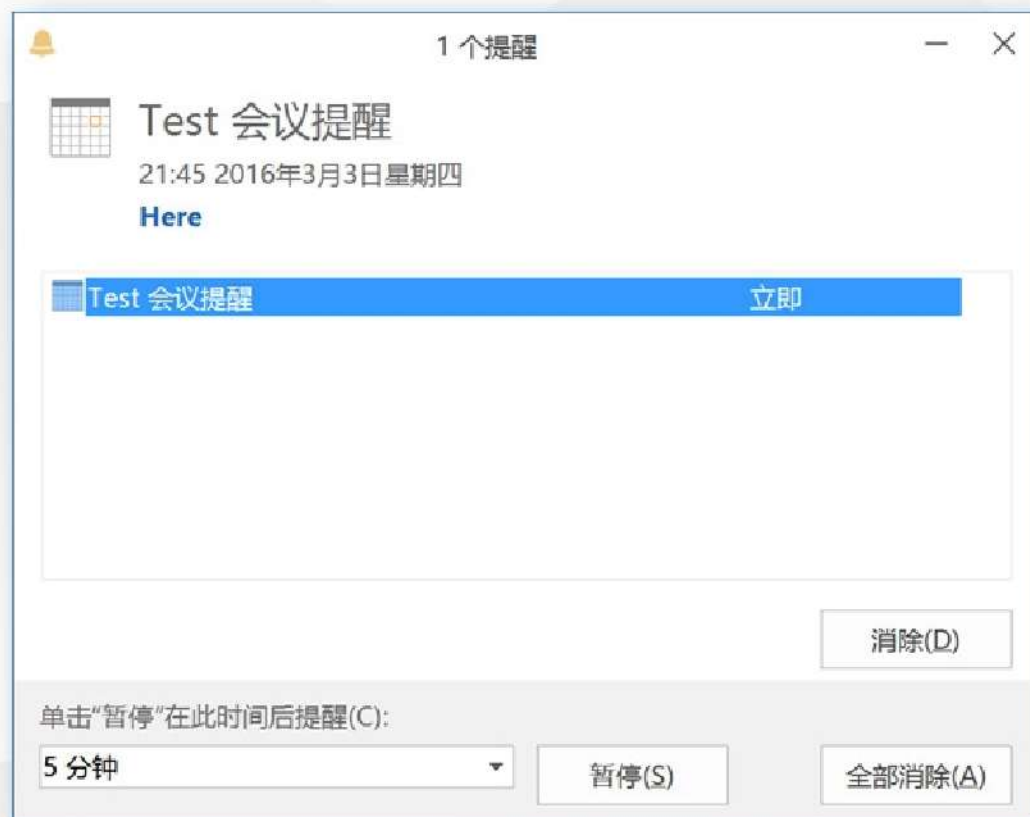 1 个提醒
Test 会议提醒
21:45 2016年3月3日星期四
Here
Test 会议提醒 立即
消除(D)
单击“暂停”在此时间后提醒(C):
5 分钟 暂停(S) 全部消除(A)